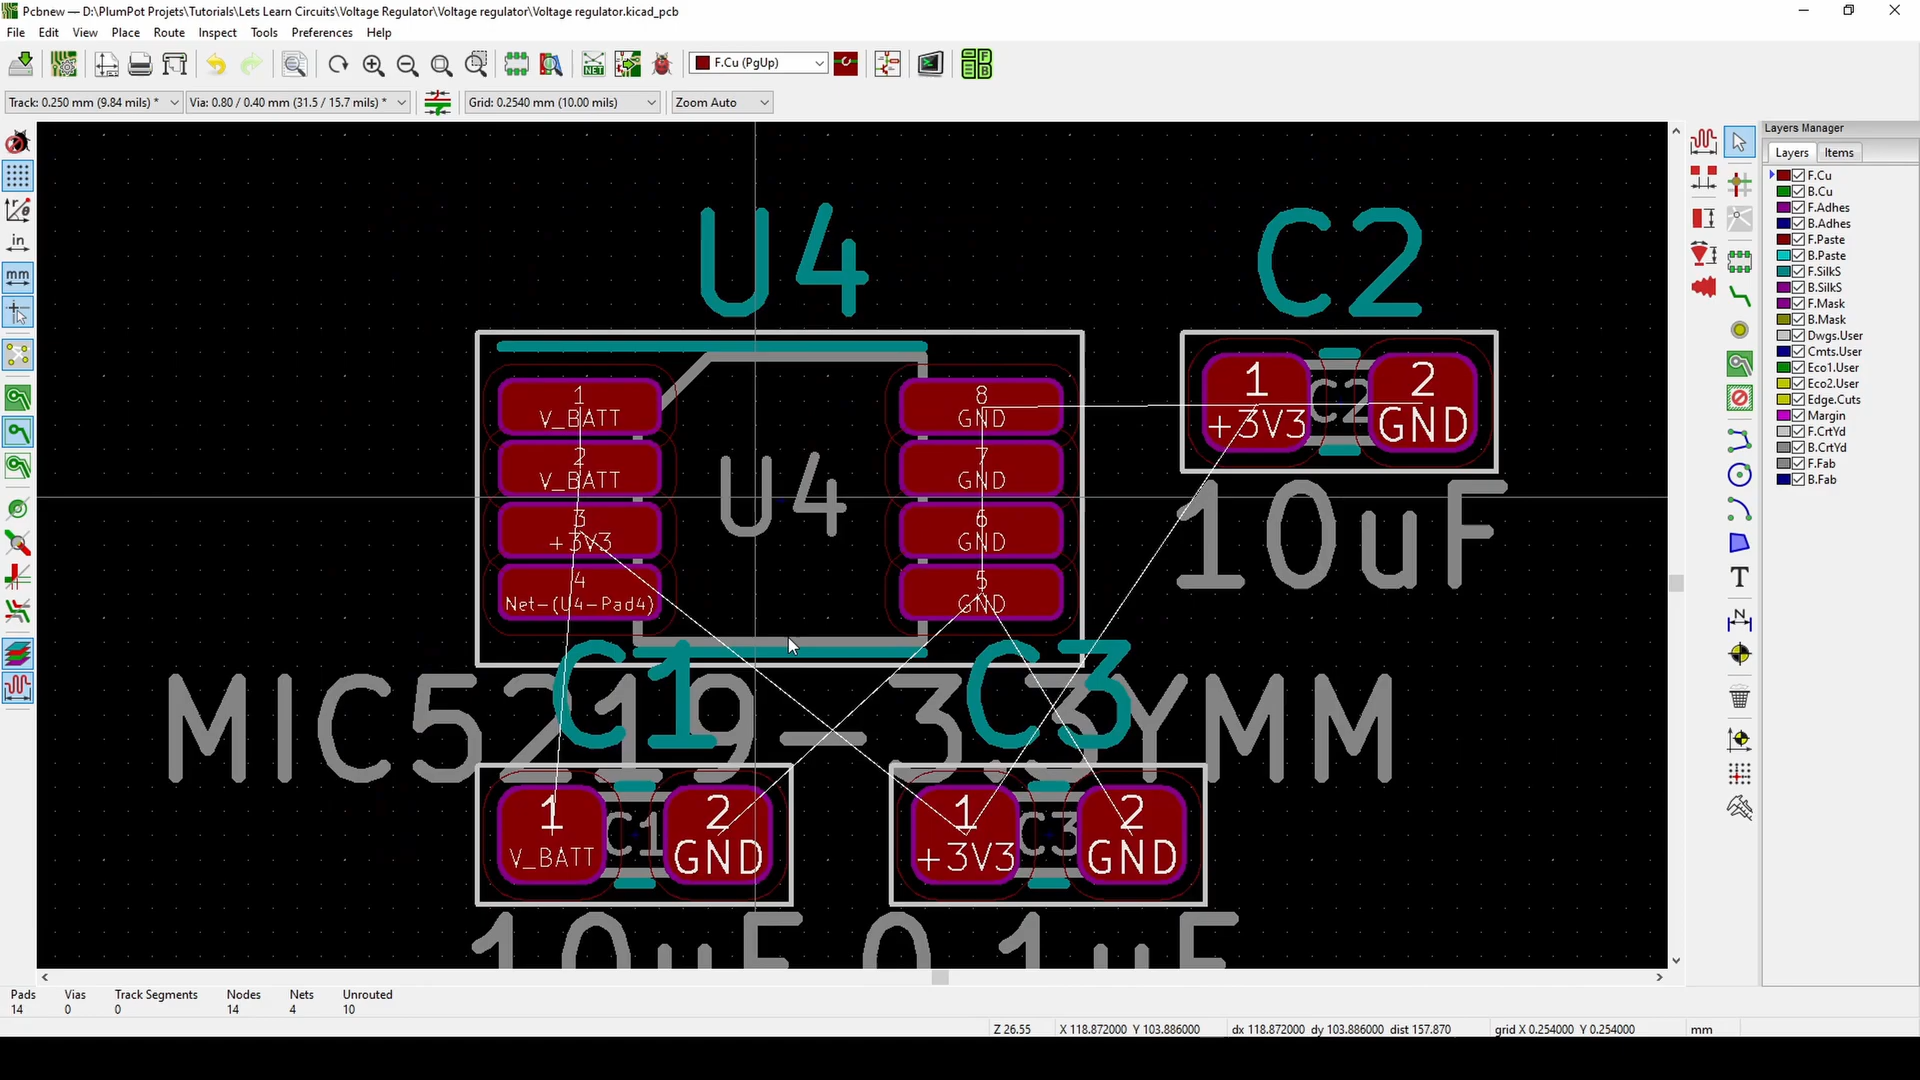 Pcbnew — D:\PlumPot Projets\Tutorials\Lets Learn Circuits\Voltage Regulator\Voltage regulator\Voltage regulator.kicad_pcb
File Edit View Place Route Inspect Tools Preferences Help
NET
F.Cu (PgUp)
Track: 0.250 mm (9.84 mils) *
Via: 0.80 / 0.40 mm (31.5 / 15.7 mils) *
Grid: 0.2540 mm (10.00 mils)
Zoom Auto
in
mm
U4
C2
1
V_BATT
2
V_BATT
3
+3V3
4
Net-(U4-Pad4)
U4
8
GND
7
GND
6
GND
5
GND
1
+3V3
C2
2
GND
10uF
C1
C3
MIC5219-3.3YMM
1
V_BATT
C1
2
GND
1
+3V3
C3
2
GND
10uF
0.1uF
Layers Manager
Layers
Items
F.Cu
B.Cu
F.Adhes
B.Adhes
F.Paste
B.Paste
F.SilkS
B.SilkS
F.Mask
B.Mask
Dwgs.User
Cmts.User
Eco1.User
Eco2.User
Edge.Cuts
Margin
F.CrtYd
B.CrtYd
F.Fab
B.Fab
T
N
Pads Vias Track Segments Nodes Nets Unrouted
14 0 0 14 4 10
Z 26.55
X 118.872000 Y 103.886000
dx 118.872000 dy 103.886000 dist 157.870
grid X 0.254000 Y 0.254000
mm